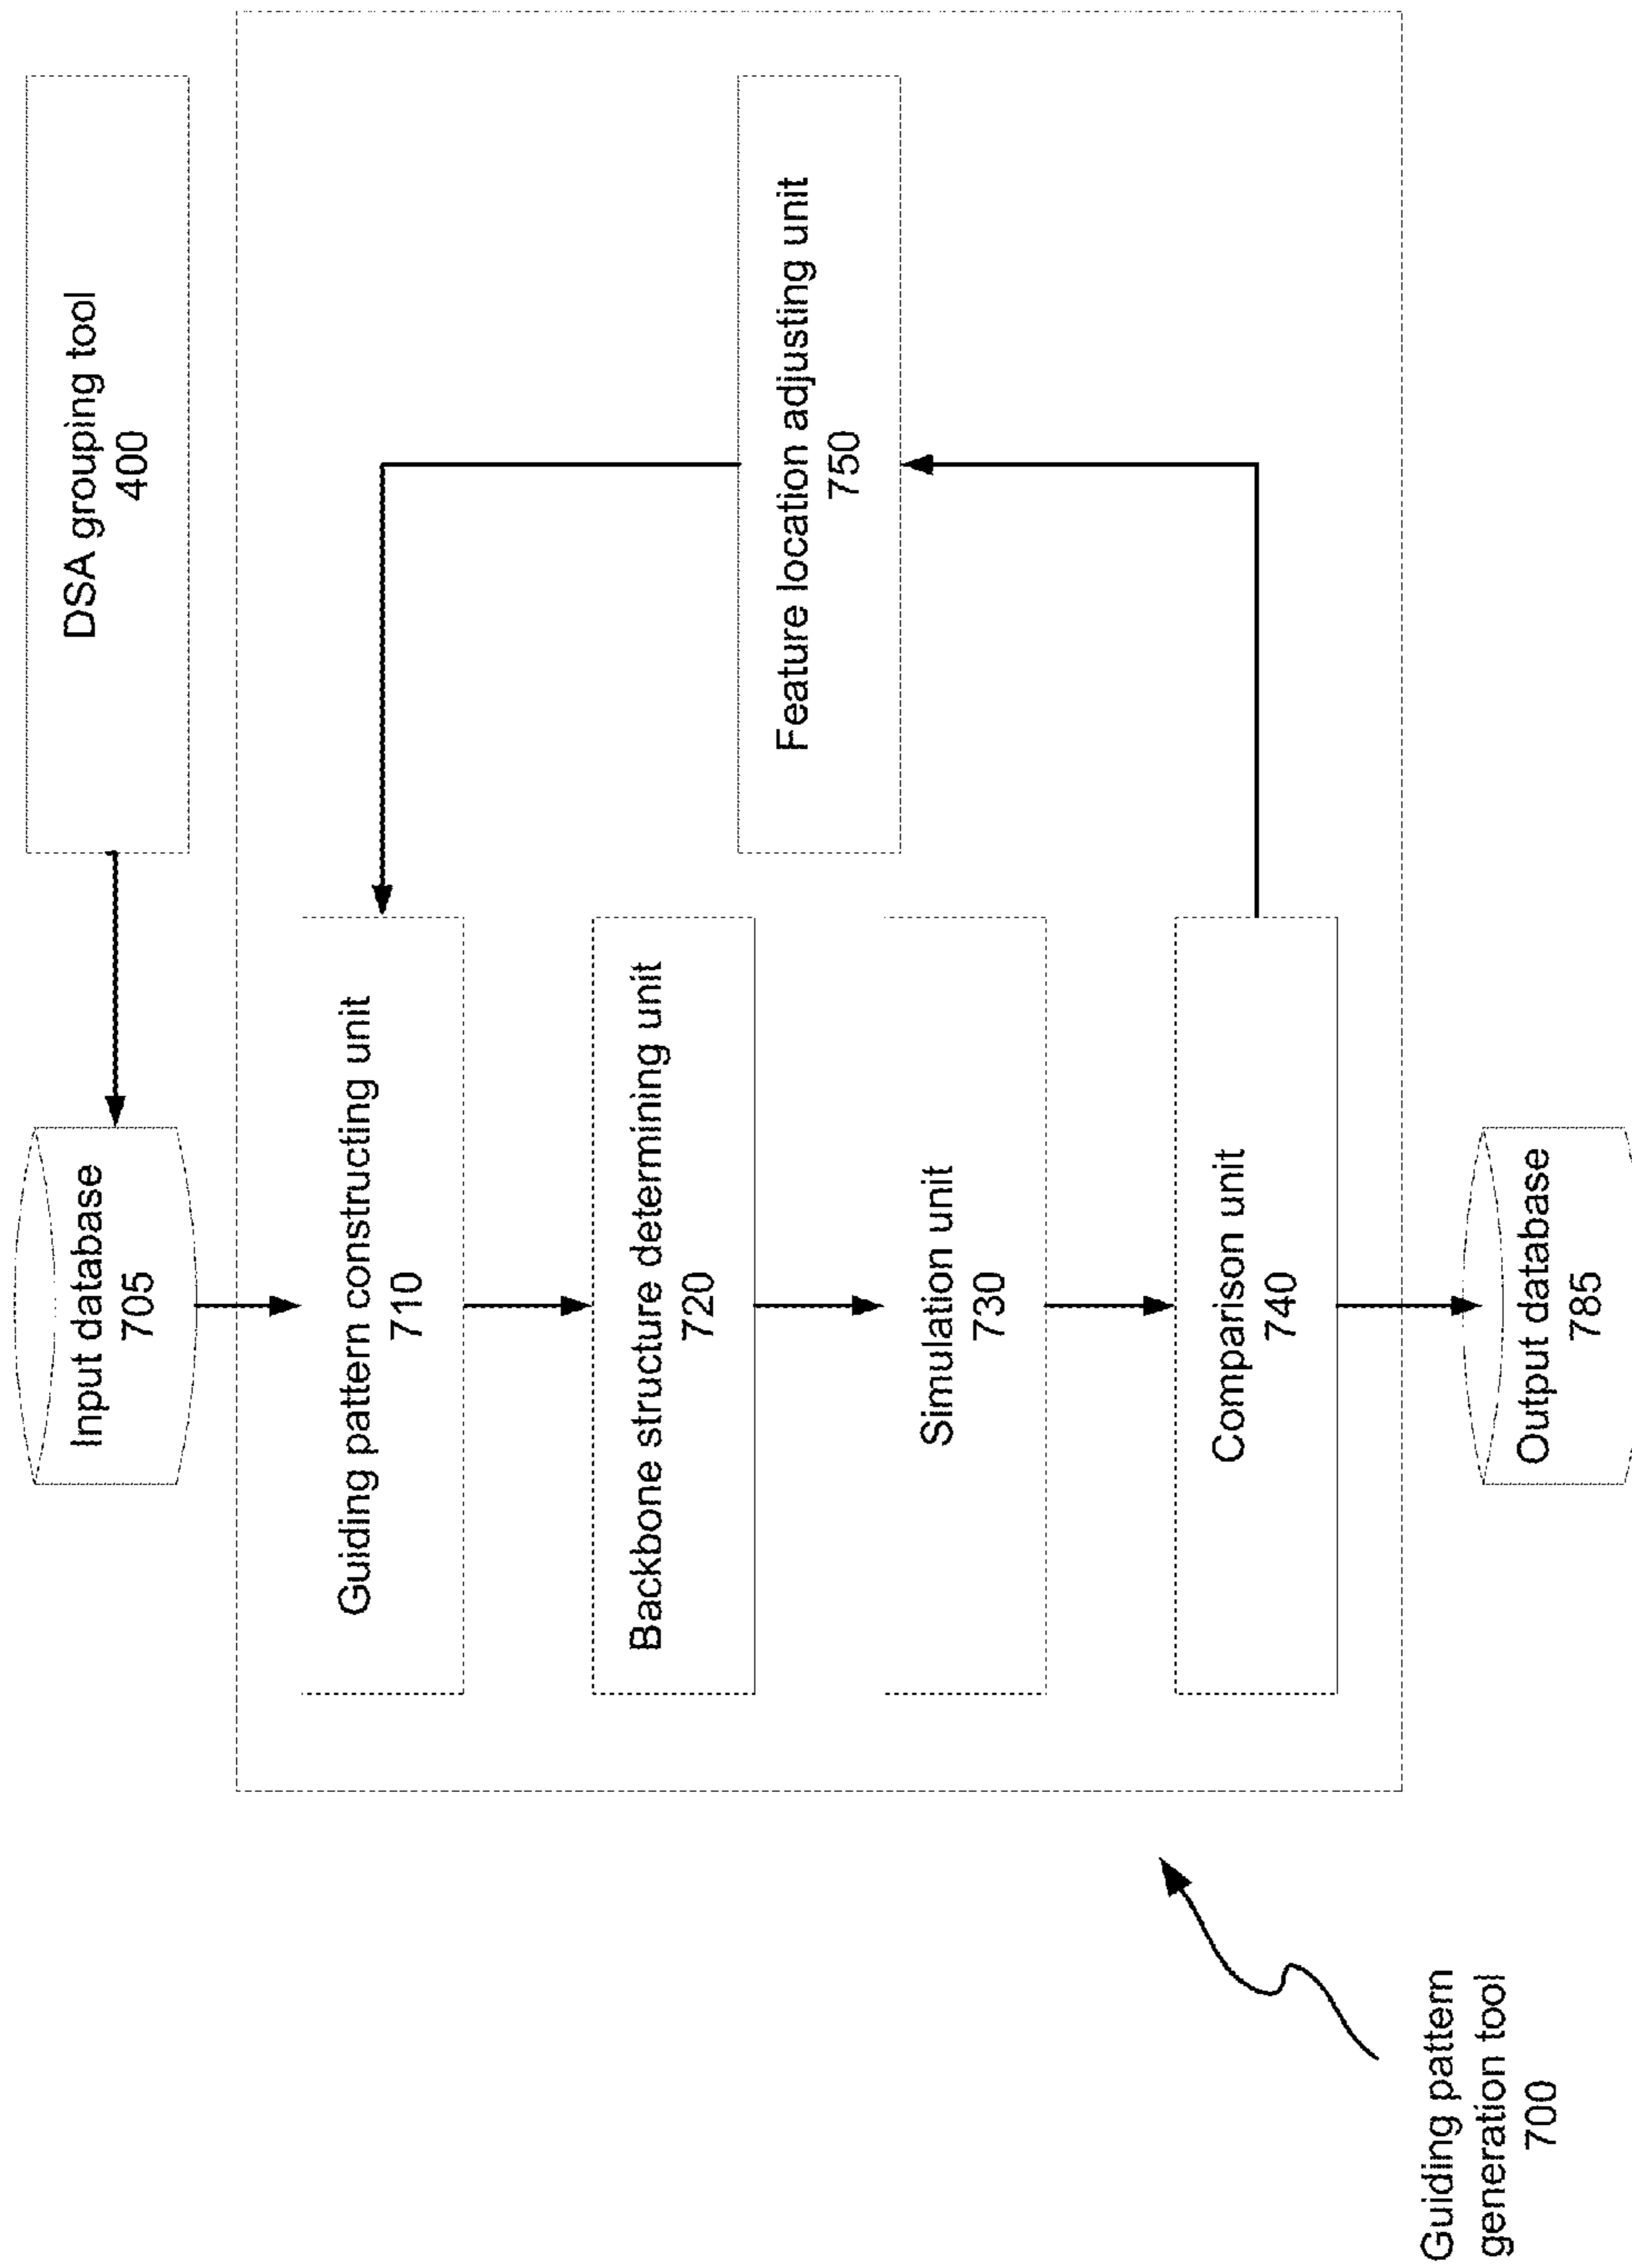 Input database
705
DSA grouping tool
400
Guiding pattern constructing unit
710
Backbone structure determining unit
720
Feature location adjusting unit
750
Simulation unit
730
Comparison unit
740
Output database
785
Guiding pattern
generation tool
700